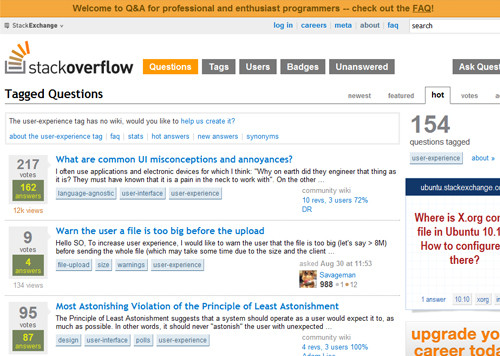 Welcome to Q&A for professional and enthusiast programmers -- check out the FAQ!
StackExchange
log in | careers | meta | about | faq
search
stackoverflow
Questions
Tags
Users
Badges
Unanswered
Ask Quest
Tagged Questions
newest
featured
hot
votes
The user-experience tag has no wiki, would you like to help us create it?
about the user-experience tag | faq | stats | hot answers | new answers | synonyms
154
questions tagged
user-experience
about »
217
votes
162
answers
12k views
What are common UI misconceptions and annoyances?
I often use applications and electronic devices for which I think: "Why on earth did they engineer that thing as
it is? They must have known that it is a pain in the neck to work with". On the other ...
language-agnostic
user-interface
user-experience
community wiki
10 revs, 3 users 72%
DR
9
votes
4
answers
134 views
Warn the user a file is too big before the upload
Hello SO, To increase user experience, I would like to warn the user that the file is too big (let's say > 8M)
before sending the whole file (which may take some time due to the size and the client ...
file-upload
size
warnings
user-experience
asked Aug 30 at 11:53
Savageman
988 1 12
95
votes
87
answers
Most Astonishing Violation of the Principle of Least Astonishment
The Principle of Least Astonishment suggests that a system should operate as a user would expect it to, as
much as possible. In other words, it should never "astonish" the user with unexpected ...
design
user-interface
polls
user-experience
community wiki
4 revs, 3 users 100%
ubuntu.stackexchange.co
Where is X.org con
file in Ubuntu 10.1
How to configure
there?
1 answer
10.10
xorg
upgrade yo
career toda